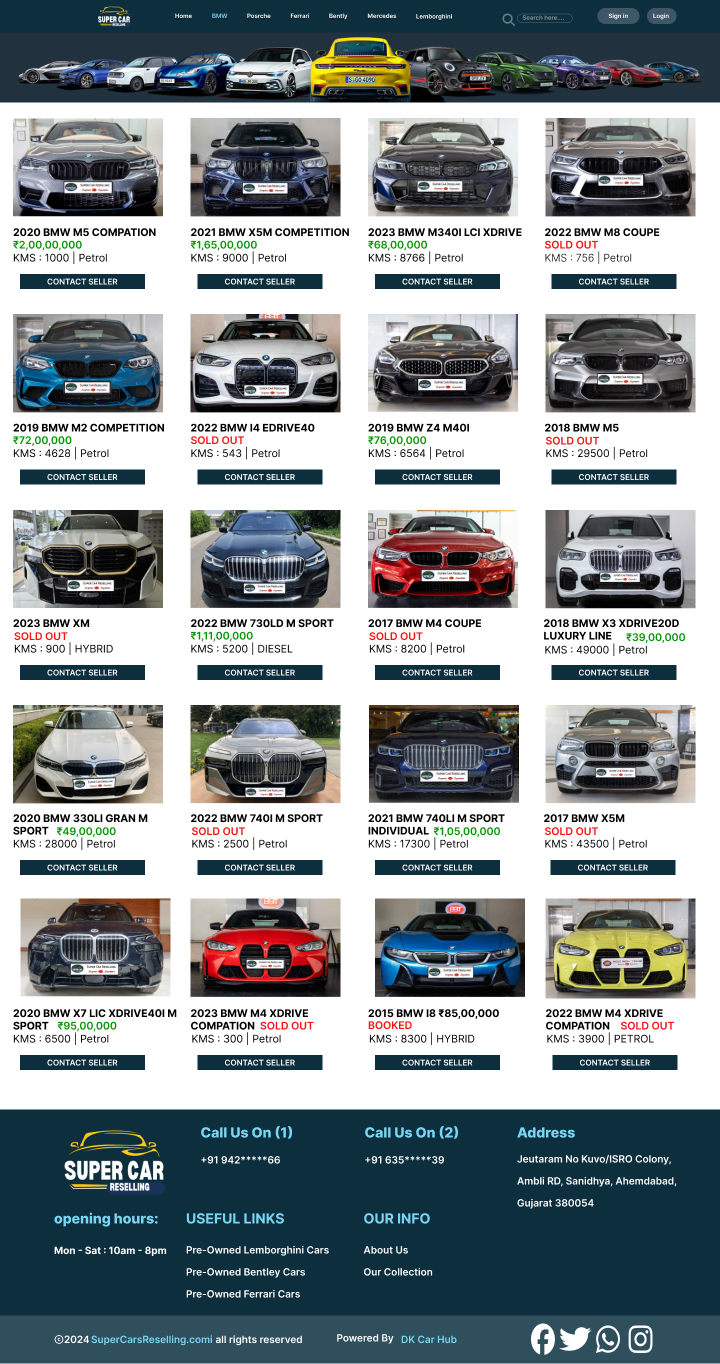 SUPER CAR
RESELLING
Home
BMW
Posrche
Ferrari
Bently
Mercedes
Lemborghini
Search here....
Sign in
Login
2020 BMW M5 COMPATION
₹2,00,00,000
KMS : 1000 | Petrol
CONTACT SELLER
2021 BMW X5M COMPETITION
₹1,65,00,000
KMS : 9000 | Petrol
CONTACT SELLER
2023 BMW M340I LCI XDRIVE
₹68,00,000
KMS : 8766 | Petrol
CONTACT SELLER
2022 BMW M8 COUPE
SOLD OUT
KMS : 756 | Petrol
CONTACT SELLER
2019 BMW M2 COMPETITION
₹72,00,000
KMS : 4628 | Petrol
CONTACT SELLER
2022 BMW I4 EDRIVE40
SOLD OUT
KMS : 543 | Petrol
CONTACT SELLER
2019 BMW Z4 M40I
₹76,00,000
KMS : 6564 | Petrol
CONTACT SELLER
2018 BMW M5
SOLD OUT
KMS : 29500 | Petrol
CONTACT SELLER
2023 BMW XM
SOLD OUT
KMS : 900 | HYBRID
CONTACT SELLER
2022 BMW 730LD M SPORT
₹1,11,00,000
KMS : 5200 | DIESEL
CONTACT SELLER
2017 BMW M4 COUPE
SOLD OUT
KMS : 8200 | Petrol
CONTACT SELLER
2018 BMW X3 XDRIVE20D
LUXURY LINE ₹39,00,000
KMS : 49000 | Petrol
CONTACT SELLER
2020 BMW 330LI GRAN M
SPORT ₹49,00,000
KMS : 28000 | Petrol
CONTACT SELLER
2022 BMW 740I M SPORT
SOLD OUT
KMS : 2500 | Petrol
CONTACT SELLER
2021 BMW 740LI M SPORT
INDIVIDUAL ₹1,05,00,000
KMS : 17300 | Petrol
CONTACT SELLER
2017 BMW X5M
SOLD OUT
KMS : 43500 | Petrol
CONTACT SELLER
2020 BMW X7 LIC XDRIVE40I M
SPORT ₹95,00,000
KMS : 6500 | Petrol
CONTACT SELLER
2023 BMW M4 XDRIVE
COMPATION SOLD OUT
KMS : 300 | Petrol
CONTACT SELLER
2015 BMW I8 ₹85,00,000
BOOKED
KMS : 8300 | HYBRID
CONTACT SELLER
2022 BMW M4 XDRIVE
COMPATION SOLD OUT
KMS : 3900 | PETROL
CONTACT SELLER
SUPER CAR
RESELLING
Call Us On (1)
+91 942*****66
Call Us On (2)
+91 635*****39
Address
Jeutaram No Kuvo/ISRO Colony,
Ambli RD, Sanidhya, Ahemdabad,
Gujarat 380054
opening hours:
Mon - Sat : 10am - 8pm
USEFUL LINKS
Pre-Owned Lemborghini Cars
Pre-Owned Bentley Cars
Pre-Owned Ferrari Cars
OUR INFO
About Us
Our Collection
©2024 SuperCarsReselling.comi all rights reserved
Powered By DK Car Hub